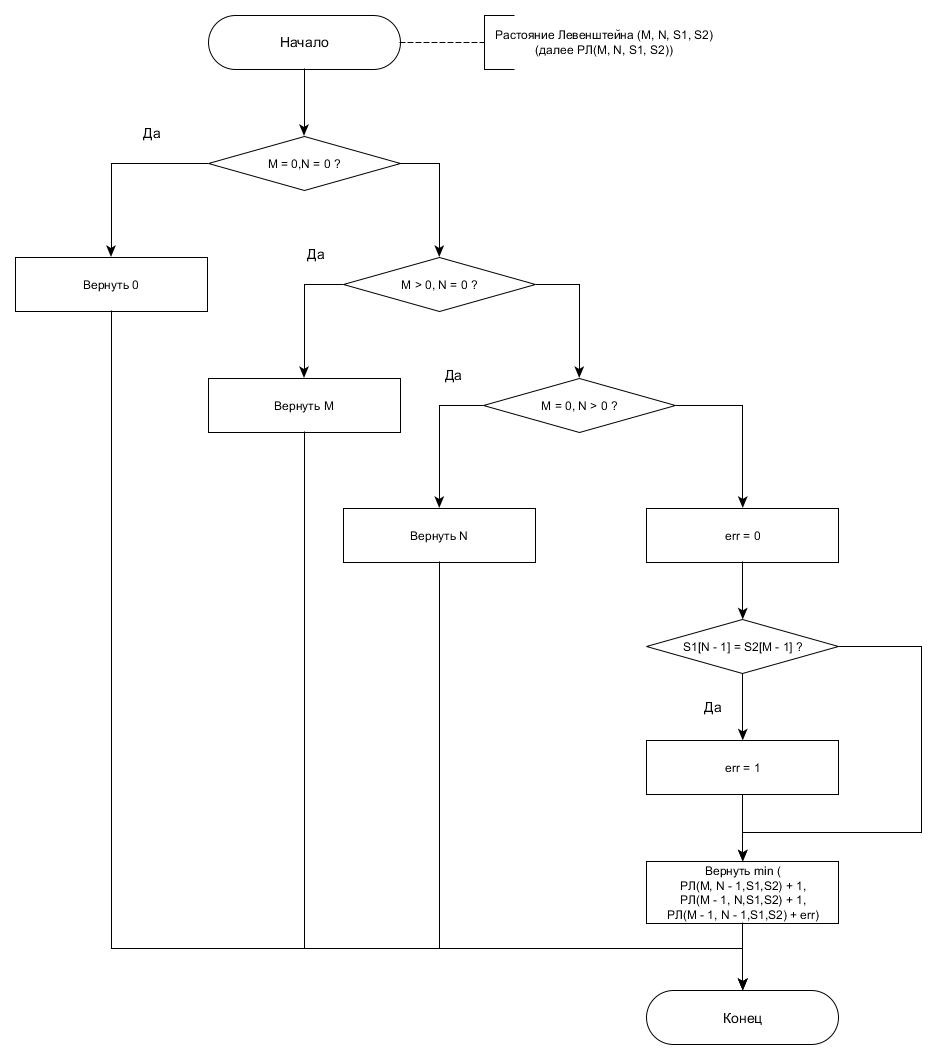 Начало
Растояние Левенштейна (M, N, S1, S2)
(далее РЛ(M, N, S1, S2))
Да
M = 0,N = 0 ?
Да
Вернуть 0
M > 0, N = 0 ?
Да
Вернуть M
M = 0, N > 0 ?
Вернуть N
err = 0
S1[N - 1] = S2[M - 1] ?
Да
err = 1
Вернуть min (
РЛ(M, N - 1,S1,S2) + 1,
РЛ(M - 1, N,S1,S2) + 1,
РЛ(M - 1, N - 1,S1,S2) + err)
Конец